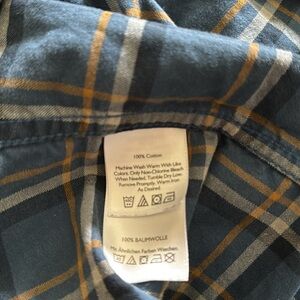 100% Cotton
Machine Wash Warm With Like
Colors. Only Non-Chlorine Bleach
When Needed. Tumble Dry Low.
Remove Promptly. Warm Iron
As Desired.
100% BAUMWOLLE
Mit Ähnlichen Farben Waschen.